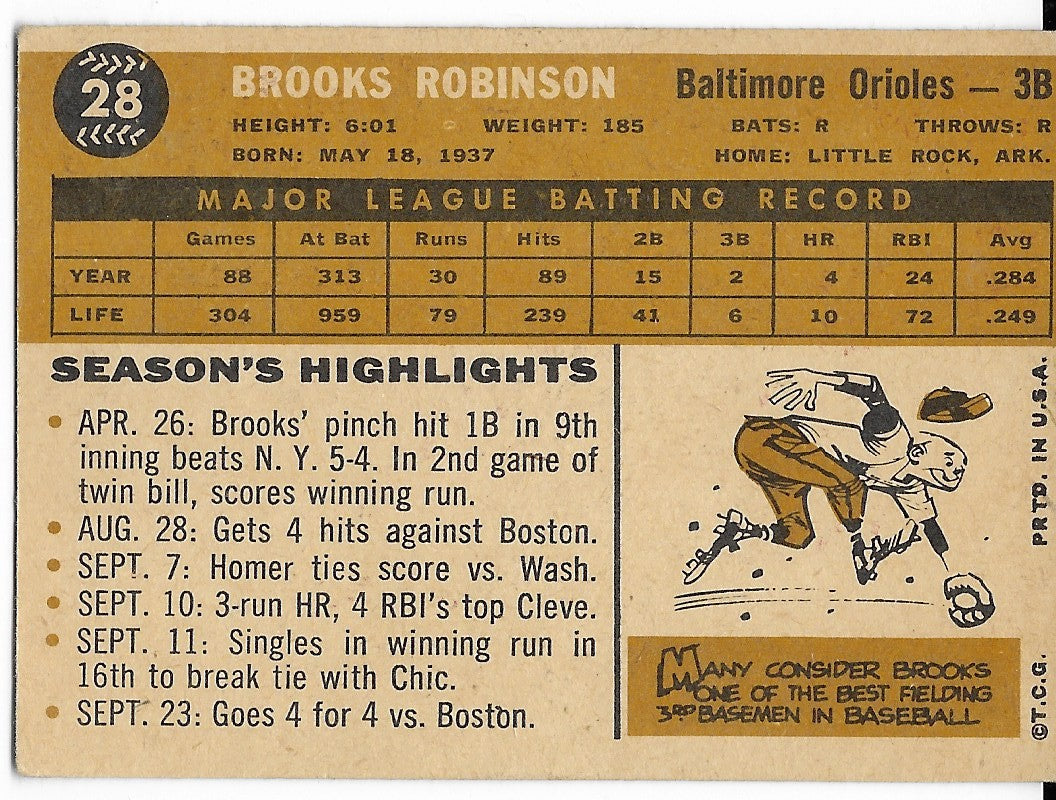 28
BROOKS ROBINSON Baltimore Orioles — 3B
HEIGHT: 6:01 WEIGHT: 185 BATS: R THROWS: R
BORN: MAY 18, 1937 HOME: LITTLE ROCK, ARK.
MAJOR LEAGUE BATTING RECORD
Games At Bat Runs Hits 2B 3B HR RBI Avg
YEAR 88 313 30 89 15 2 4 24 .284
LIFE 304 959 79 239 41 6 10 72 .249
SEASON'S HIGHLIGHTS
• APR. 26: Brooks' pinch hit 1B in 9th
inning beats N. Y. 5-4. In 2nd game of
twin bill, scores winning run.
• AUG. 28: Gets 4 hits against Boston.
• SEPT. 7: Homer ties score vs. Wash.
• SEPT. 10: 3-run HR, 4 RBI's top Cleve.
• SEPT. 11: Singles in winning run in
16th to break tie with Chic.
• SEPT. 23: Goes 4 for 4 vs. Boston.
MANY CONSIDER BROOKS
ONE OF THE BEST FIELDING
3RD BASEMEN IN BASEBALL
©T.C.G. PRTD. IN U.S.A.